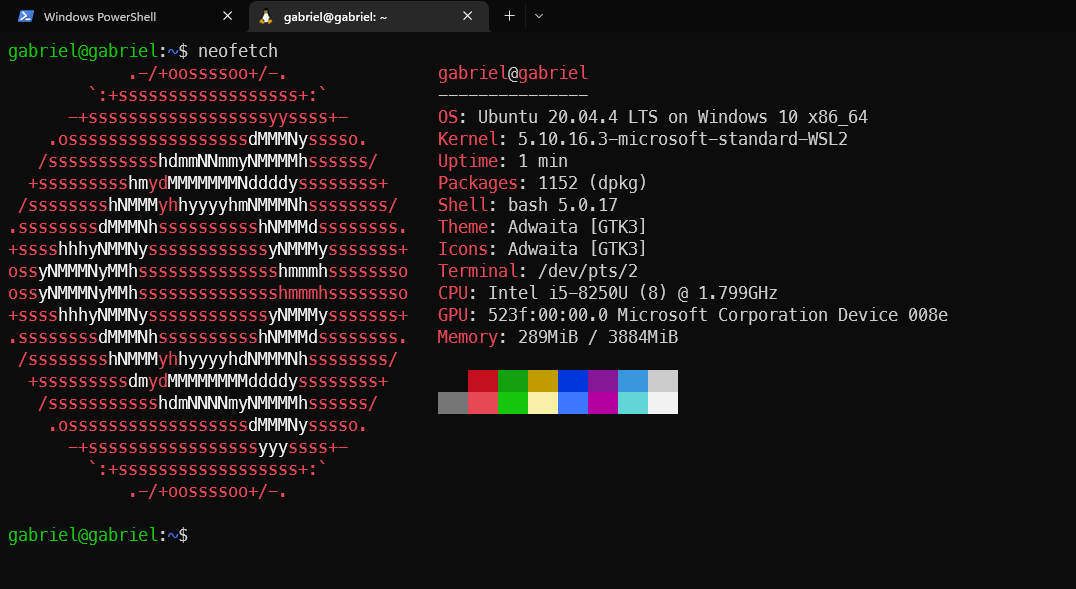 Windows PowerShell
gabriel@gabriel: ~
gabriel@gabriel:~$ neofetch
.-/+oossssoo+/-.
`:+ssssssssssssssssss+:`
-+ssssssssssssssssssyyssss+-
.ossssssssssssssssssdMMMNysssso.
/ssssssssssshdmmNNmmyNMMMMhssssss/
+ssssssssshmydMMMMMMMNddddyssssssss+
/sssssssshNMMMyhhyyyyhmNMMMNhssssssss/
.ssssssssdMMMNhsssssssssshNMMMdssssssss.
+sssshhhyNMMNyssssssssssssyNMMMysssssss+
ossyNMMMNyMMhsssssssssssssshmmmhssssssso
ossyNMMMNyMMhsssssssssssssshmmmhssssssso
+sssshhhyNMMNyssssssssssssyNMMMysssssss+
.ssssssssdMMMNhsssssssssshNMMMdssssssss.
/sssssssshNMMMyhhyyyyhdNMMMNhssssssss/
+sssssssssdmydMMMMMMMMddddyssssssss+
/ssssssssssshdmNNNNmyNMMMMhssssss/
.ossssssssssssssssssdMMMNysssso.
-+sssssssssssssssssyyyssss+-
`:+ssssssssssssssssss+:`
.-/+oossssoo+/-.
gabriel@gabriel
---------------
OS: Ubuntu 20.04.4 LTS on Windows 10 x86_64
Kernel: 5.10.16.3-microsoft-standard-WSL2
Uptime: 1 min
Packages: 1152 (dpkg)
Shell: bash 5.0.17
Theme: Adwaita [GTK3]
Icons: Adwaita [GTK3]
Terminal: /dev/pts/2
CPU: Intel i5-8250U (8) @ 1.799GHz
GPU: 523f:00:00.0 Microsoft Corporation Device 008e
Memory: 289MiB / 3884MiB
gabriel@gabriel:~$